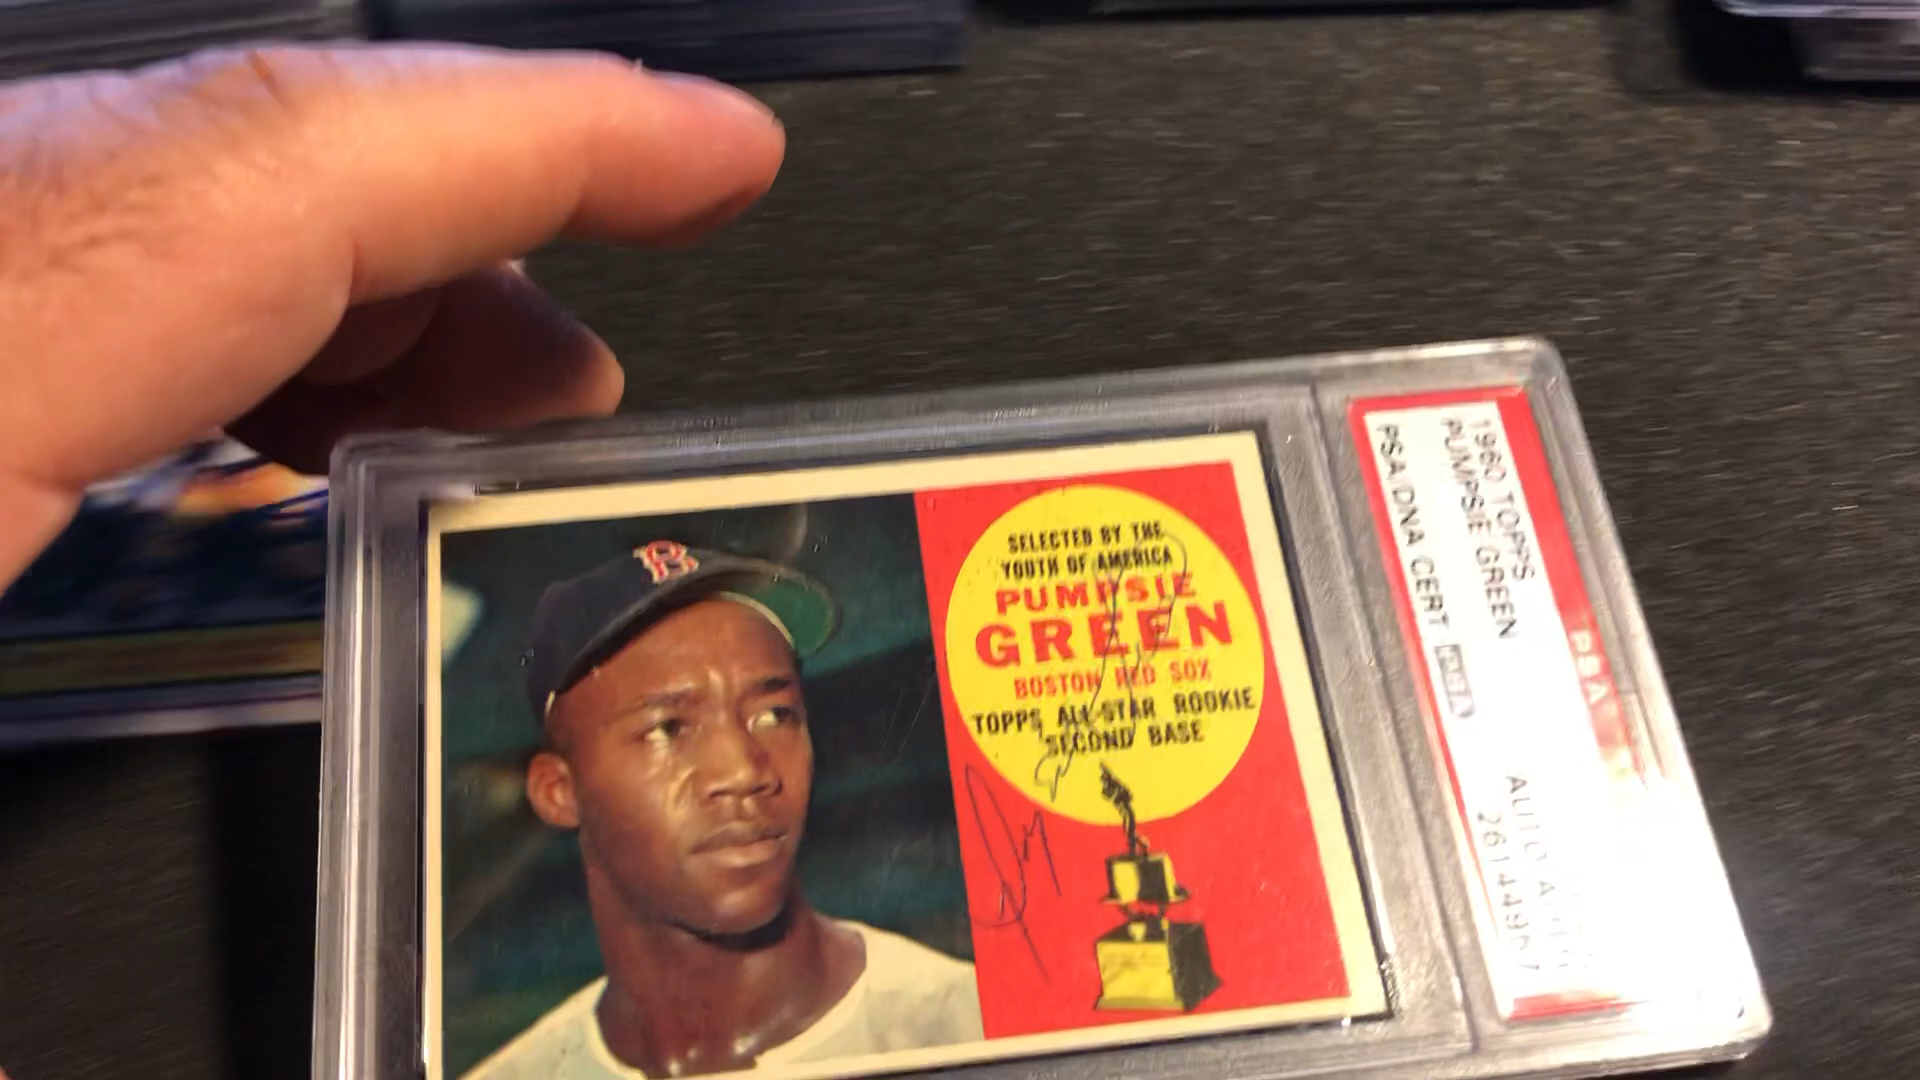 B
SELECTED BY THE
YOUTH OF AMERICA
PUMPSIE
GREEN
BOSTON RED SOX
TOPPS ALL-STAR ROOKIE
SECOND BASE
1960 TOPPS
PUMPSIE GREEN
PSA/DNA CERT
AUTO
PSA